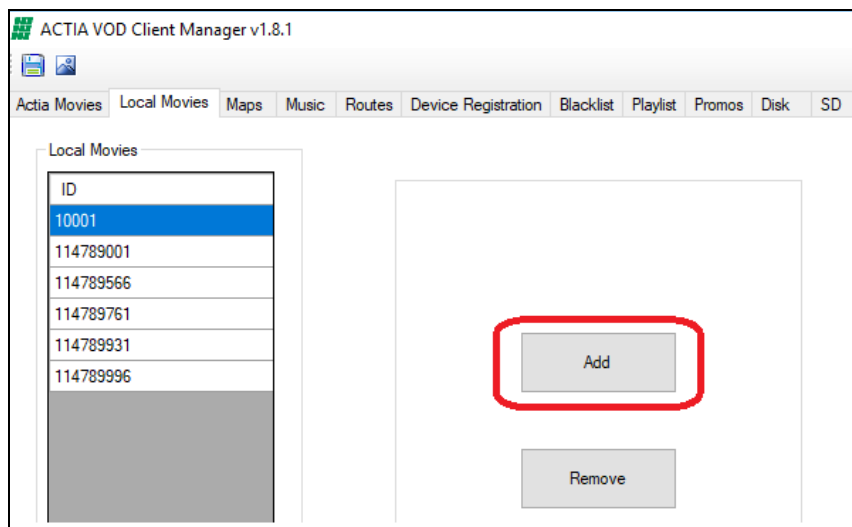 ACTIA VOD Client Manager v1.8.1
Actia Movies Local Movies Maps Music Routes Device Registration Blacklist Playlist Promos Disk SD
Local Movies
ID
10001
114789001
114789566
114789761
114789931
114789996
Add
Remove